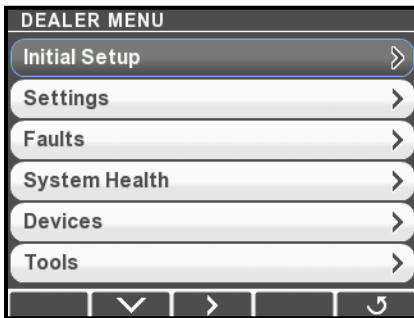 DEALER MENU
Initial Setup
Settings
Faults
System Health
Devices
Tools